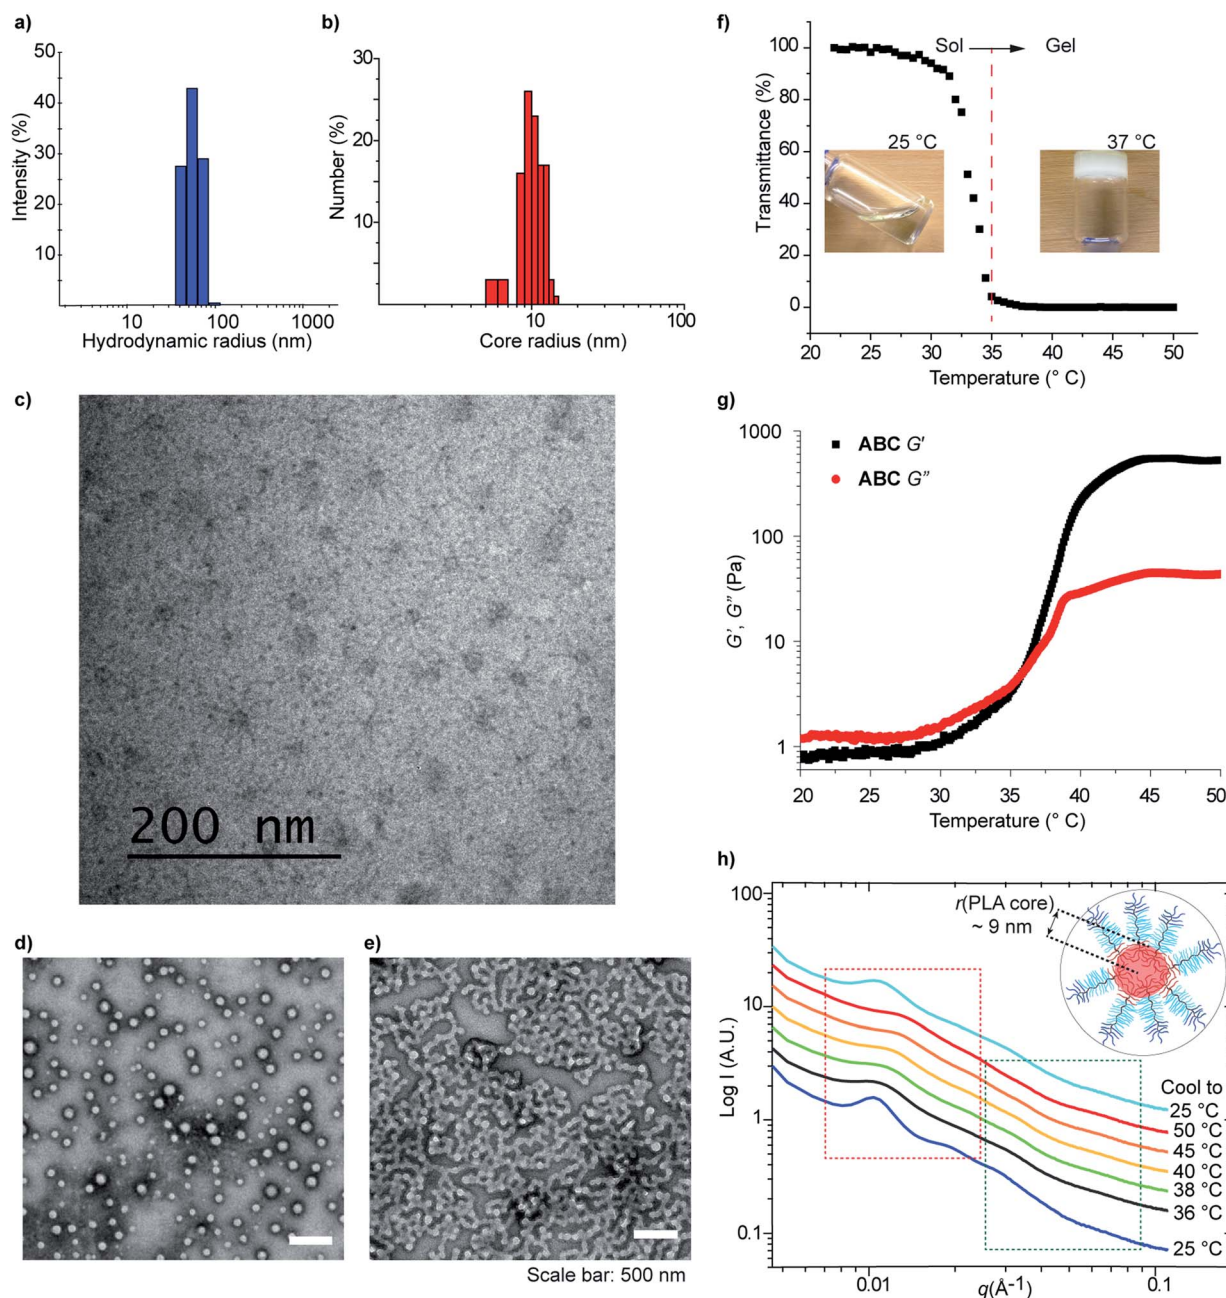 a)
50
40
30
20
10
Intensity (%)
10
100
1000
Hydrodynamic radius (nm)
b)
30
20
10
Number (%)
10
100
Core radius (nm)
c)
200 nm
d)
e)
Scale bar: 500 nm
f)
Sol
Gel
100
80
60
40
20
0
Transmittance (%)
25 °C
37 °C
20
25
30
35
40
45
50
Temperature (° C)
g)
ABC G'
ABC G"
1000
100
10
1
G', G" (Pa)
20
25
30
35
40
45
50
Temperature (° C)
h)
100
10
1
0.1
Log I (A.U.)
r(PLA core)
~ 9 nm
Cool to
25 °C
50 °C
45 °C
40 °C
38 °C
36 °C
25 °C
0.01
0.1
q(Å⁻¹)